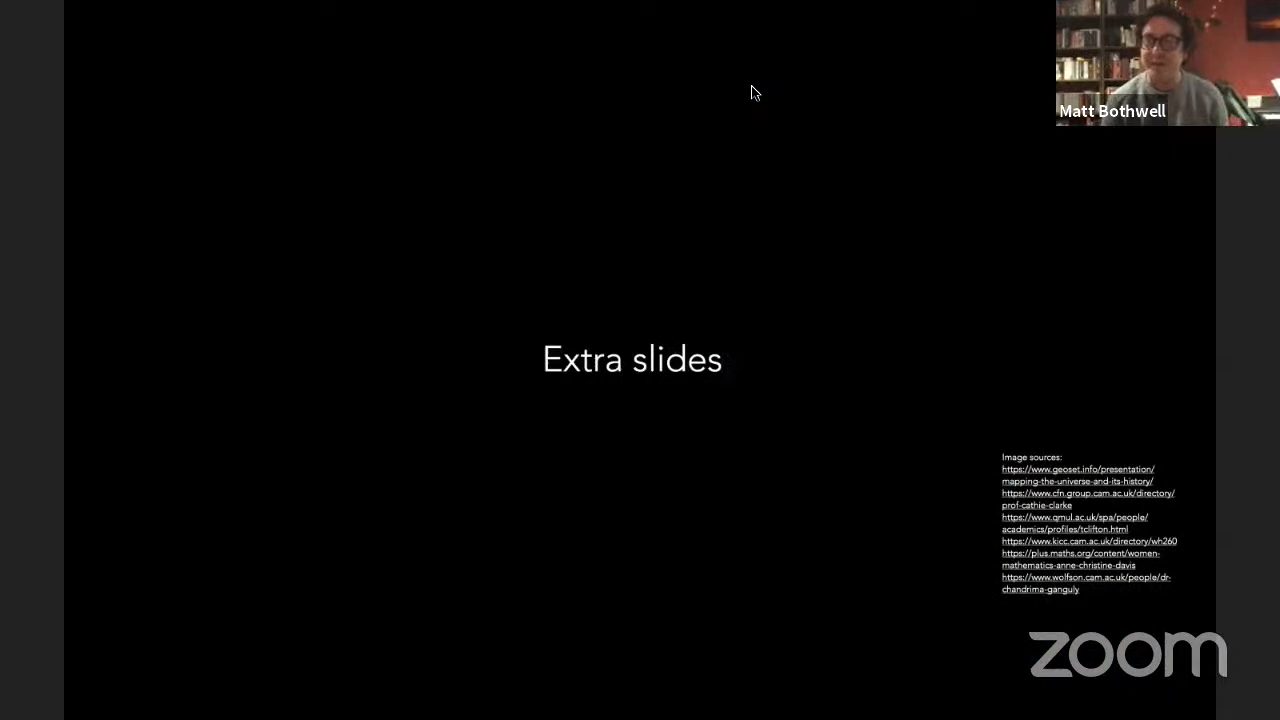 Matt Bothwell
Extra slides
Image sources:
https://www.geoset.info/presentation/
mapping-the-universe-and-its-history/
https://www.cfn.group.cam.ac.uk/directory/
prof-cathie-clarke
https://www.qmul.ac.uk/spa/people/
academics/profiles/tclifton.html
https://www.kicc.cam.ac.uk/directory/wh260
https://plus.maths.org/content/women-
mathematics-anne-christine-davis
https://www.wolfson.cam.ac.uk/people/dr-
chandrima-ganguly
zoom